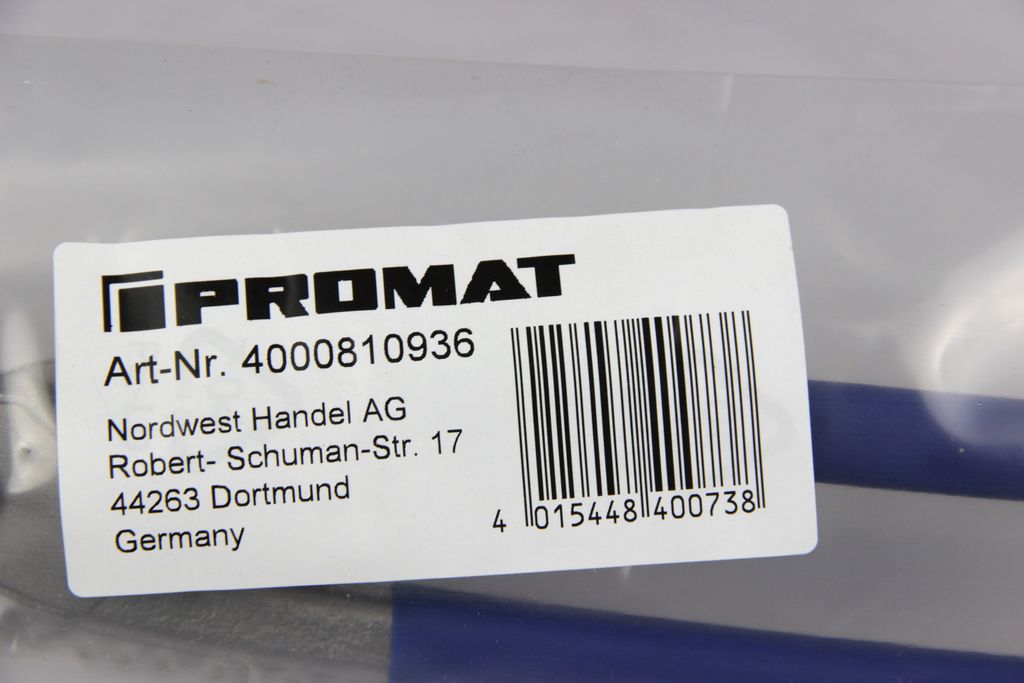 PROMAT
Art-Nr. 4000810936
Nordwest Handel AG
Robert- Schuman-Str. 17
44263 Dortmund
Germany
4 015448 400738